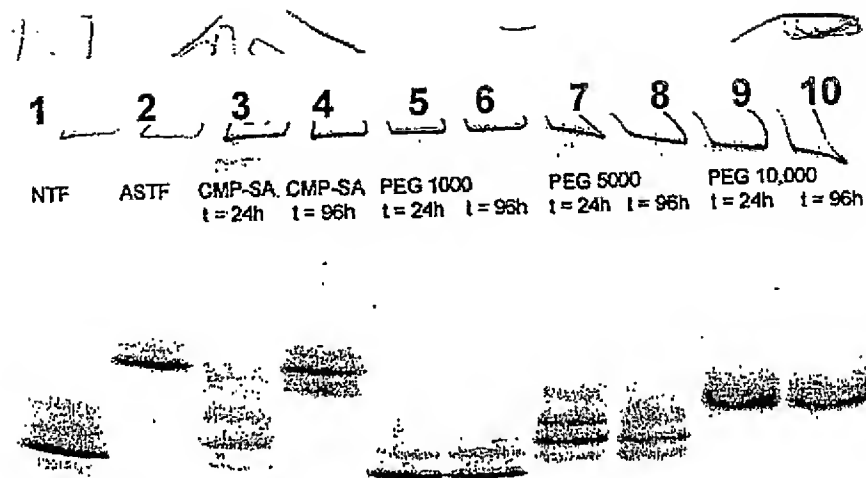 1 2 3 4 5 6 7 8 9 10
NTF ASTF CMP-SA. CMP-SA PEG 1000 PEG 5000 PEG 10,000
t = 24h t = 96h t = 24h t = 96h t = 24h t = 96h t = 24h t = 96h